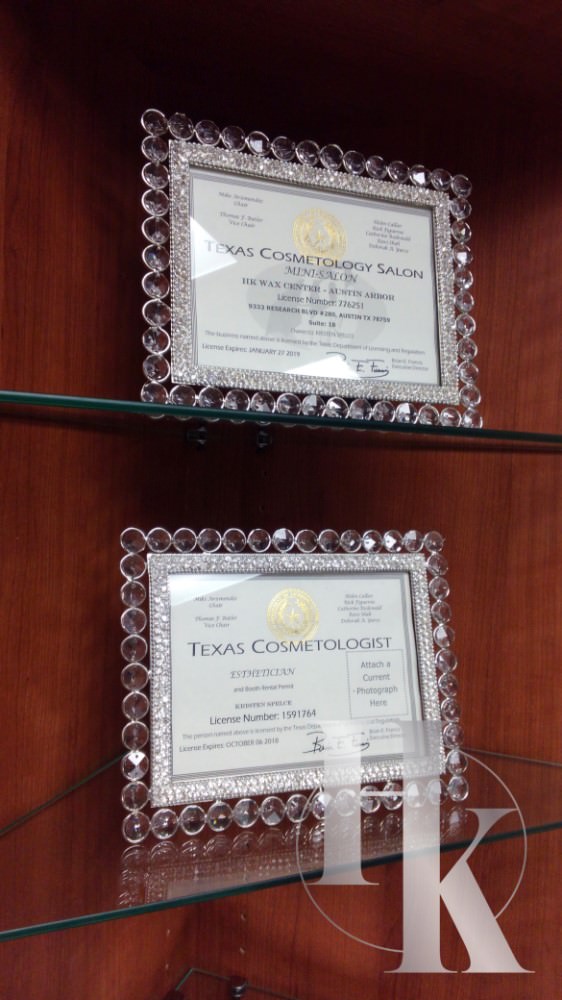 Mike Arismendez
Chair
Thomas F. Butler
Vice Chair
Helen Callier
Rick Figueroa
Catherine Rodewald
Ravi Shah
Deborah A. Yurco
TEXAS COSMETOLOGY SALON
MINI-SALON
HK WAX CENTER - AUSTIN ARBOR
License Number: 776251
9333 RESEARCH BLVD #280, AUSTIN TX 78759
Suite: 18
Owner(s): KRISTEN SPELCE
The business named above is licensed by the Texas Department of Licensing and Regulation
License Expires: JANUARY 27 2019
Brian E. Francis
Executive Director
Mike Arismendez
Chair
Thomas F. Butler
Vice Chair
Helen Callier
Rick Figueroa
Catherine Rodewald
Ravi Shah
Deborah A. Yurco
TEXAS COSMETOLOGIST
ESTHETICIAN
and Booth Rental Permit
KRISTEN SPELCE
License Number: 1591764
The person named above is licensed by the Texas
License Expires: OCTOBER 06 2018
Attach a
Current
Photograph
Here
Regulation
Brian E. Francis
Executive
HK